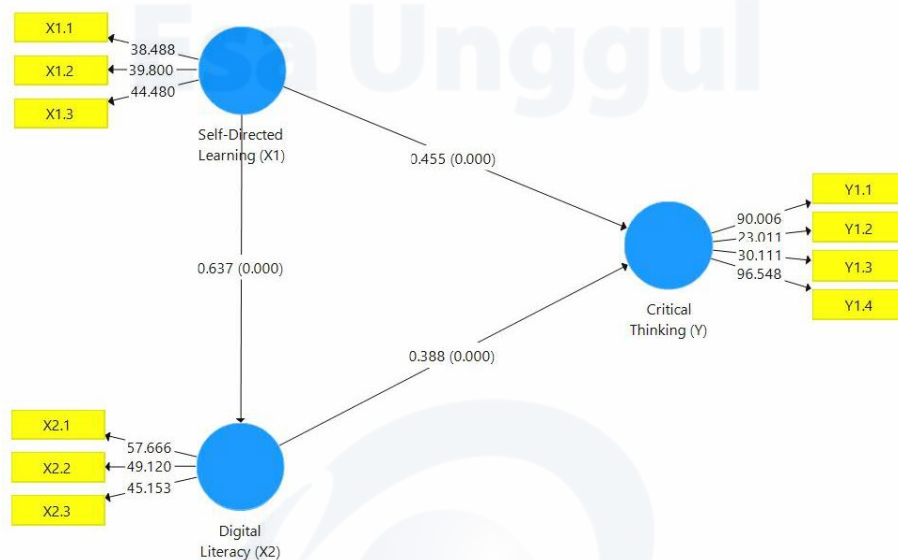 Esa Unggul
X1.1
X1.2
X1.3
38.488
39.800
44.480
Self-Directed
Learning (X1)
0.455 (0.000)
0.637 (0.000)
Y1.1
Y1.2
Y1.3
Y1.4
90.006
23.011
30.111
96.548
Critical
Thinking (Y)
0.388 (0.000)
X2.1
X2.2
X2.3
57.666
49.120
45.153
Digital
Literacy (X2)